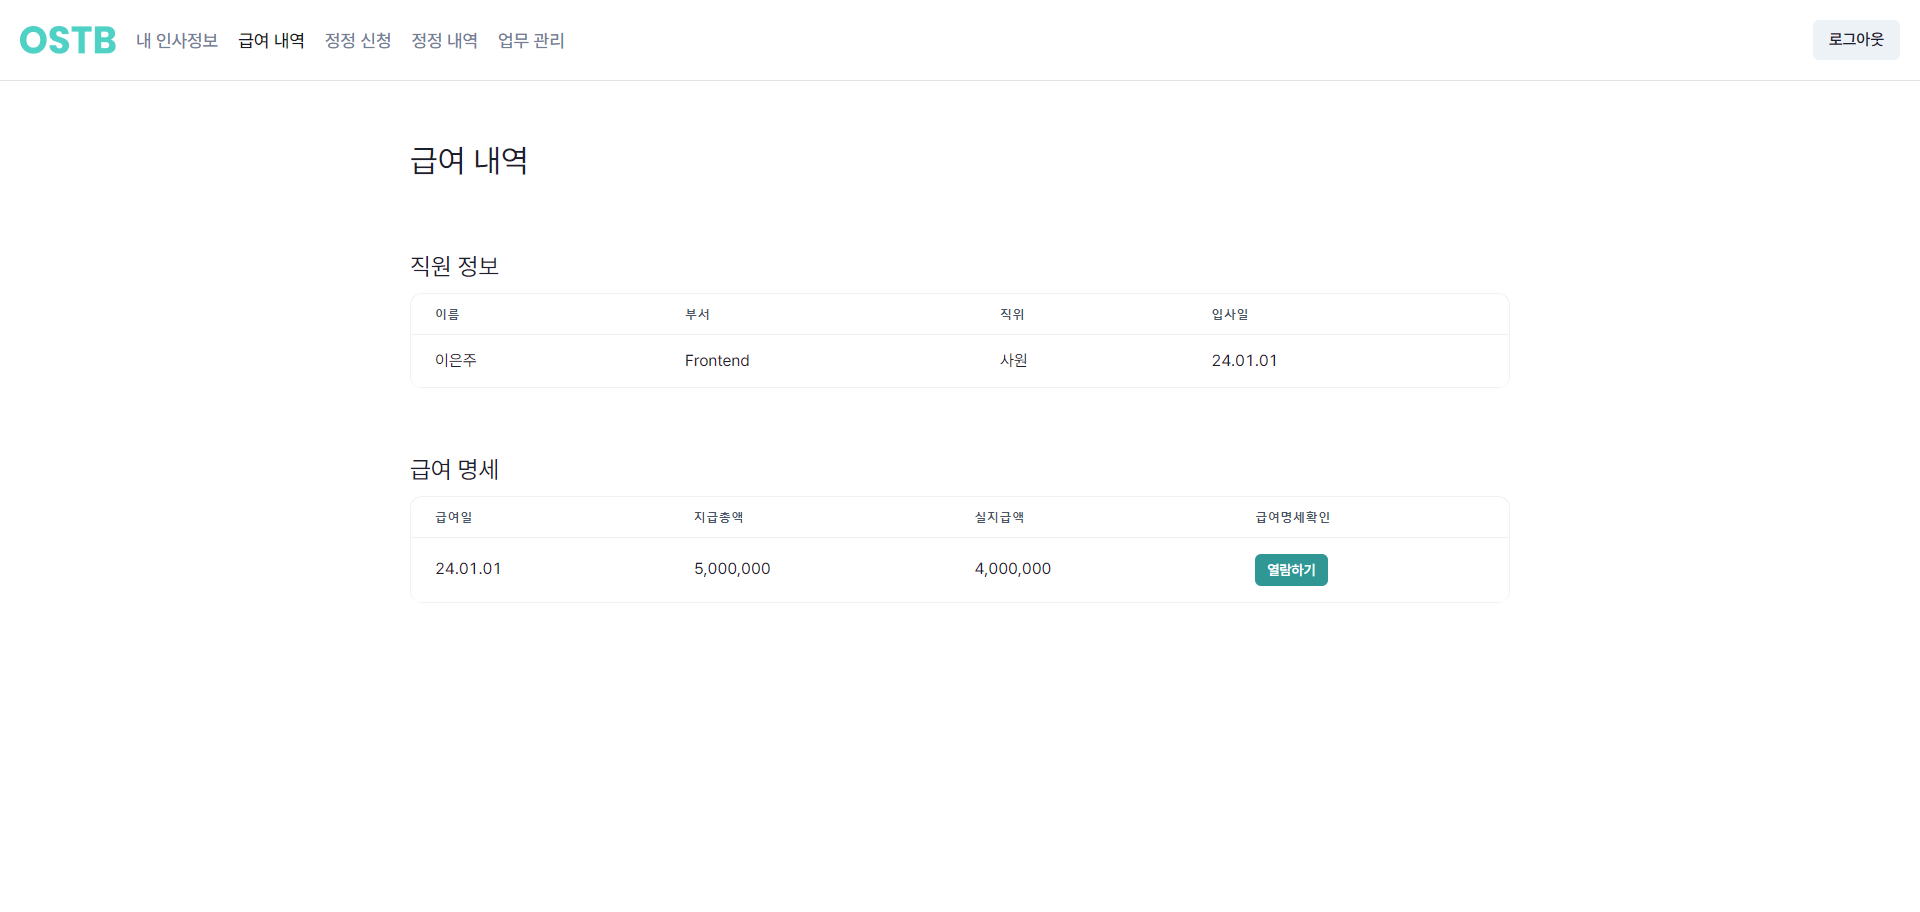 OSTB 내 인사정보 급여 내역 정정 신청 정정 내역 업무 관리 로그아웃
급여 내역
직원 정보
이름 부서 직위 입사일
이은주 Frontend 사원 24.01.01
급여 명세
급여일 지급총액 실지급액 급여명세확인
24.01.01 5,000,000 4,000,000 열람하기